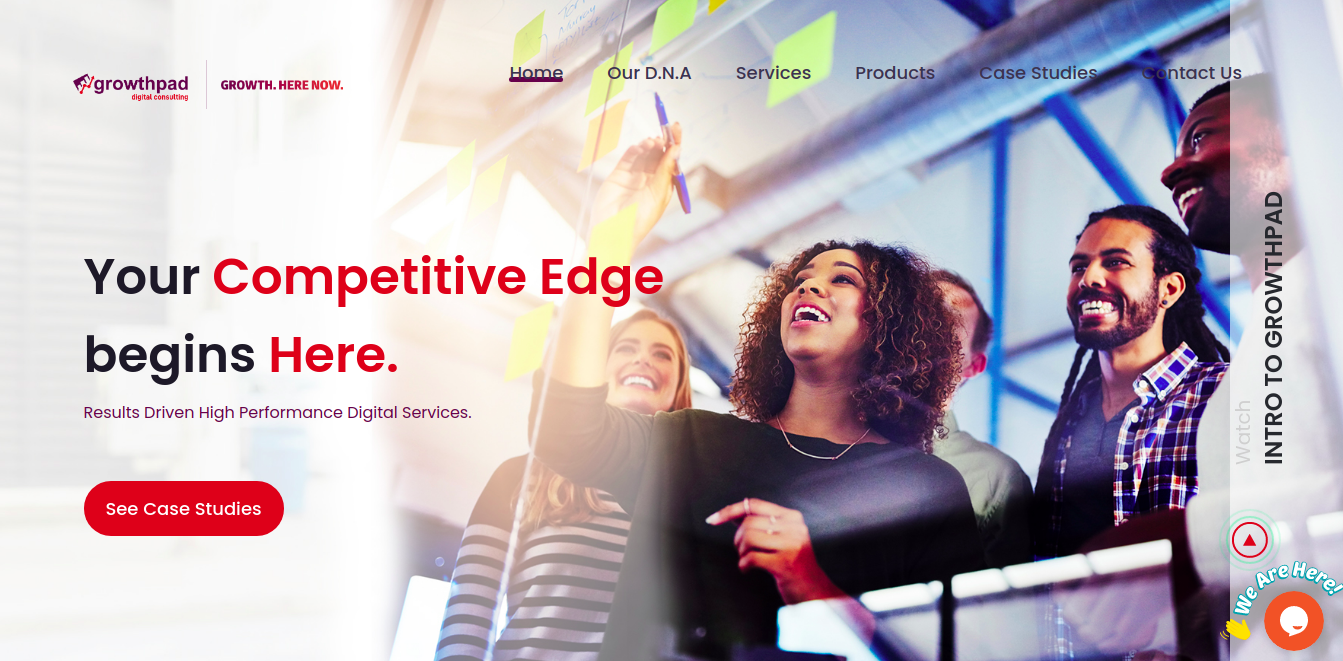 growthpad
digital consulting
GROWTH. HERE NOW.
Home
Our D.N.A
Services
Products
Case Studies
Contact Us
Your Competitive Edge
begins Here.
Results Driven High Performance Digital Services.
See Case Studies
Watch
INTRO TO GROWTHPAD
We Are Here!